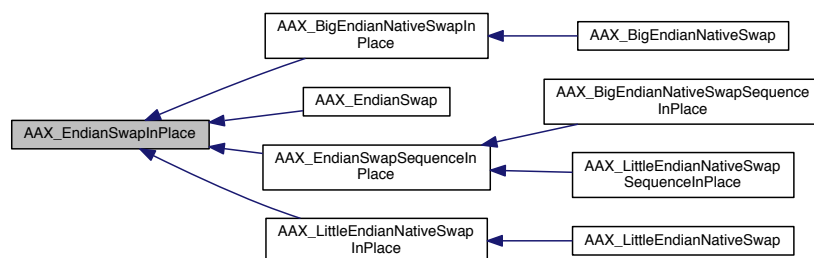 AAX_EndianSwapInPlace
AAX_BigEndianNativeSwapIn
Place
AAX_BigEndianNativeSwap
AAX_EndianSwap
AAX_EndianSwapSequenceIn
Place
AAX_BigEndianNativeSwapSequence
InPlace
AAX_LittleEndianNativeSwap
SequenceInPlace
AAX_LittleEndianNativeSwap
InPlace
AAX_LittleEndianNativeSwap